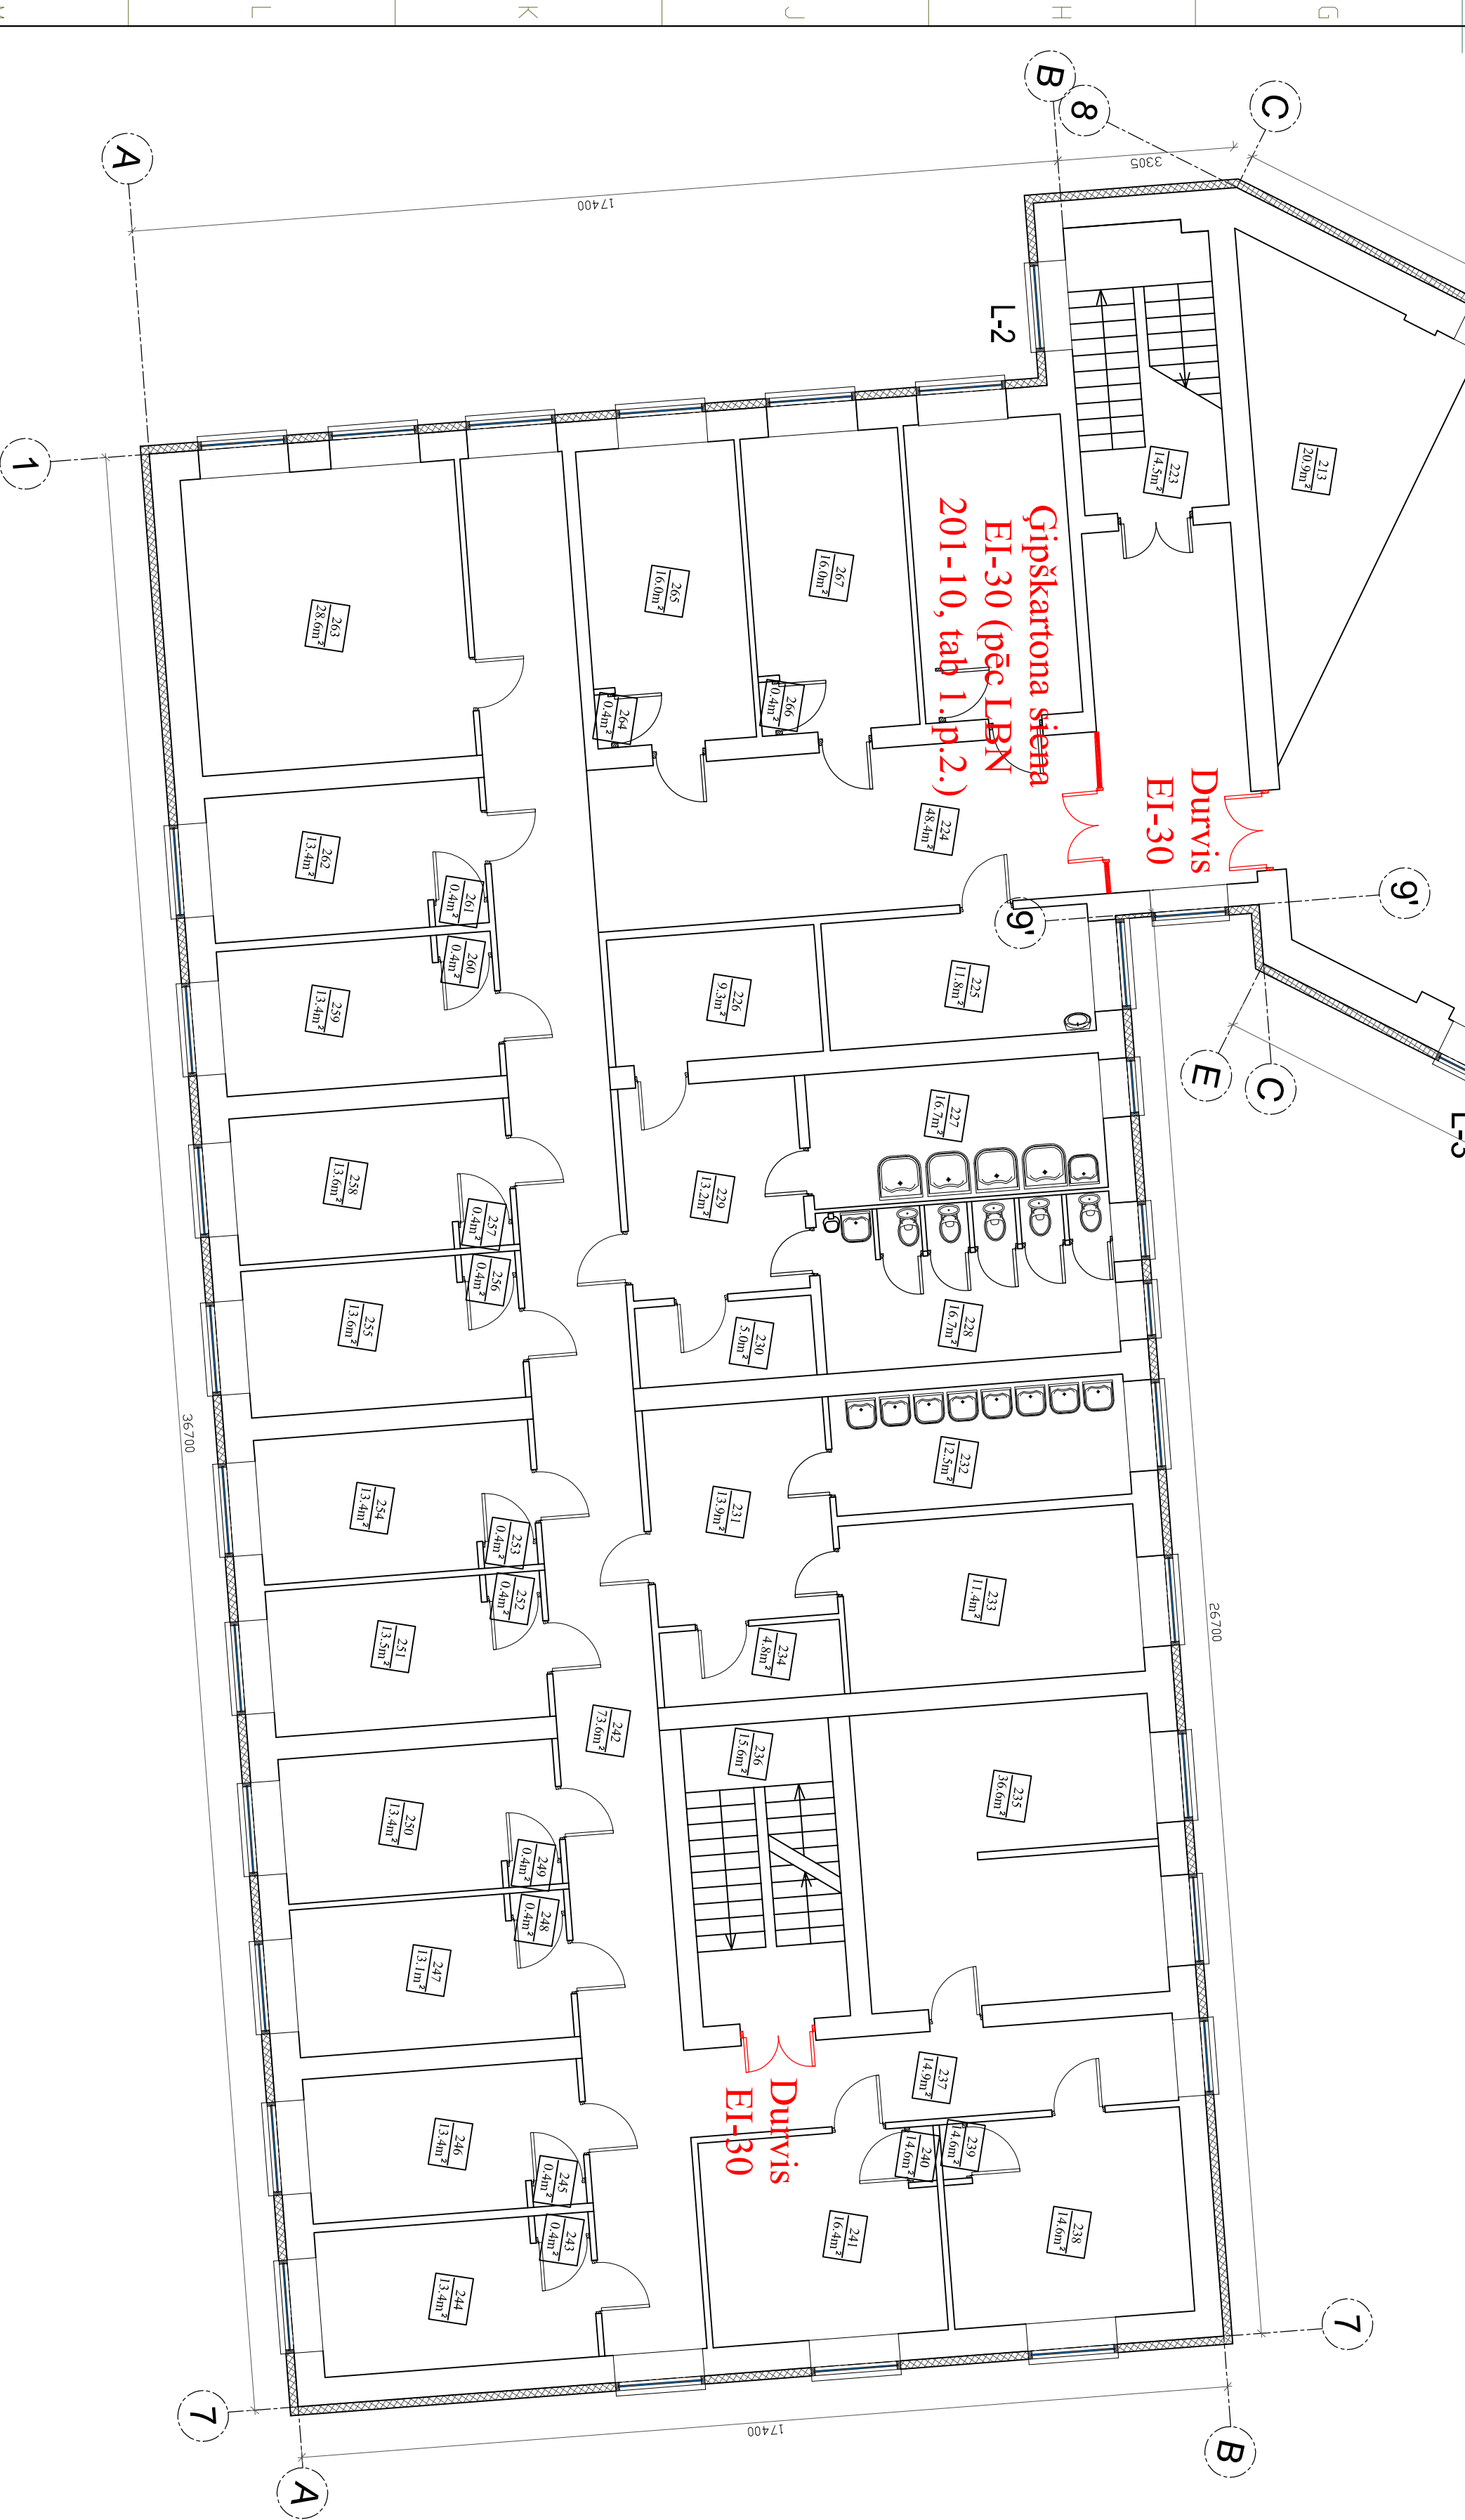 L
K
J
H
G
B
8
C
A
3305
17400
L-2
1
213
20.9m²
223
14.5m²
Ģipškartona siena
EI-30 (pēc LBN
201-10, tab 1. p.2.)
267
16.0m²
265
16.0m²
263
28.6m²
266
0.4m²
264
0.4m²
Durvis
EI-30
224
48.4m²
9'
9'
262
13.4m²
261
0.4m²
260
0.4m²
259
13.4m²
226
9.3m²
225
11.8m²
E
C
L-3
227
16.7m²
229
13.2m²
258
13.6m²
257
0.4m²
256
0.4m²
255
13.6m²
228
16.7m²
230
5.0m²
36700
232
12.5m²
231
13.9m²
254
13.4m²
253
0.4m²
252
0.4m²
251
13.5m²
233
11.4m²
26700
234
4.8m²
242
73.6m²
236
15.6m²
235
36.6m²
250
13.4m²
249
0.4m²
248
0.4m²
247
13.1m²
Durvis
EI-30
237
14.9m²
239
14.6m²
240
14.6m²
246
13.4m²
245
0.4m²
243
0.4m²
244
13.4m²
241
16.4m²
238
14.6m²
7
7
17400
B
A